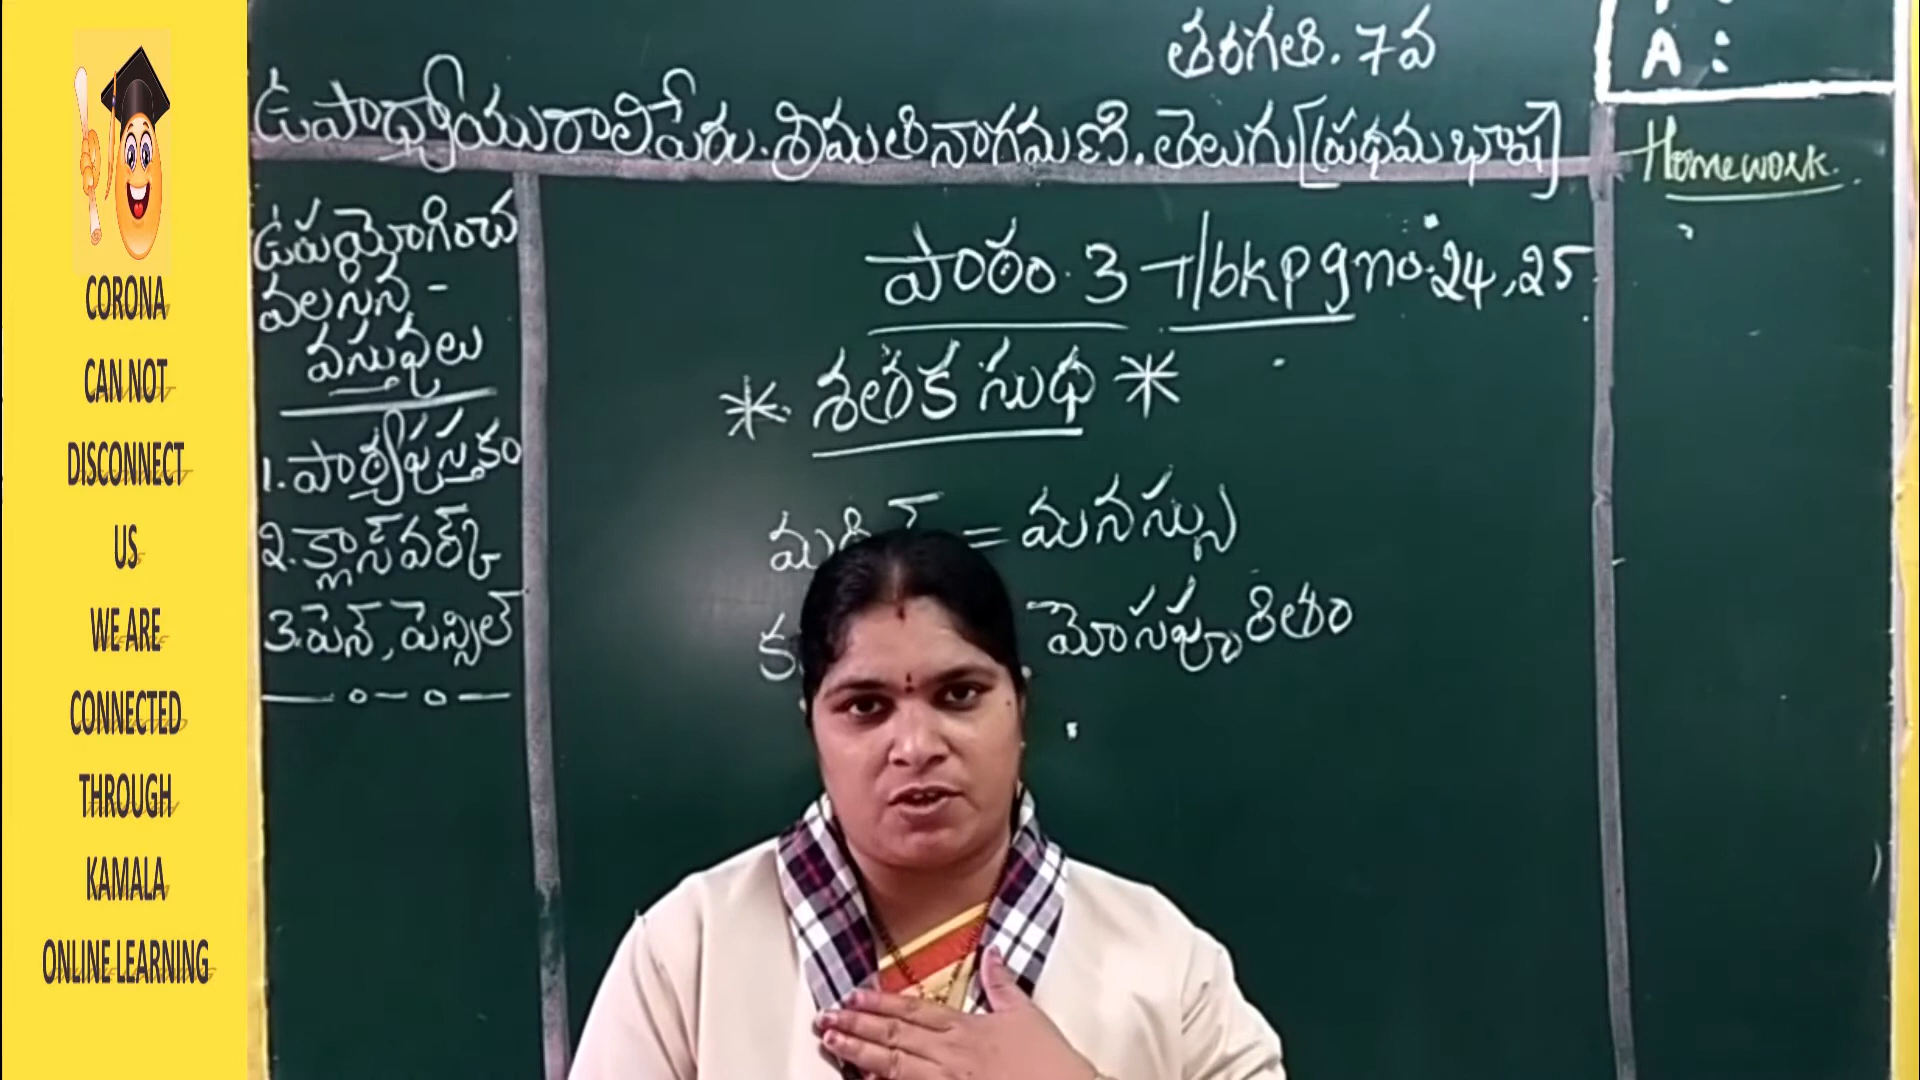 CORONA
CAN NOT
DISCONNECT
US
WE ARE
CONNECTED
THROUGH
KAMALA
ONLINE LEARNING
తరగతి. 7వ
ఉపాధ్యాయురాలి పేరు. శ్రీమతి నాగమణి. తెలుగు [ప్రథమ భాష]
ఉపయోగించ
వలసిన -
వస్తువులు
1. పాఠ్యపుస్తకం
2. క్లాస్ వర్క్
3. పెన్, పెన్సిల్
పాఠం. 3 - T/bk pg no. 24, 25
* శతక సుధ *
= మనస్సు
మోసపూరితం
A :
Homework.